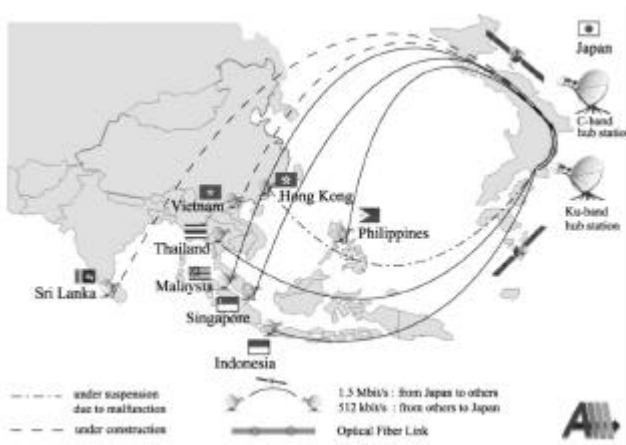 Japan
C-band
hub station
Ku-band
hub station
Vietnam
Hong Kong
Thailand
Philippines
Sri Lanka
Malaysia
Singapore
Indonesia
under suspension
due to malfunction
under construction
1.5 Mbit/s : from Japan to others
512 kbit/s : from others to Japan
Optical Fiber Link